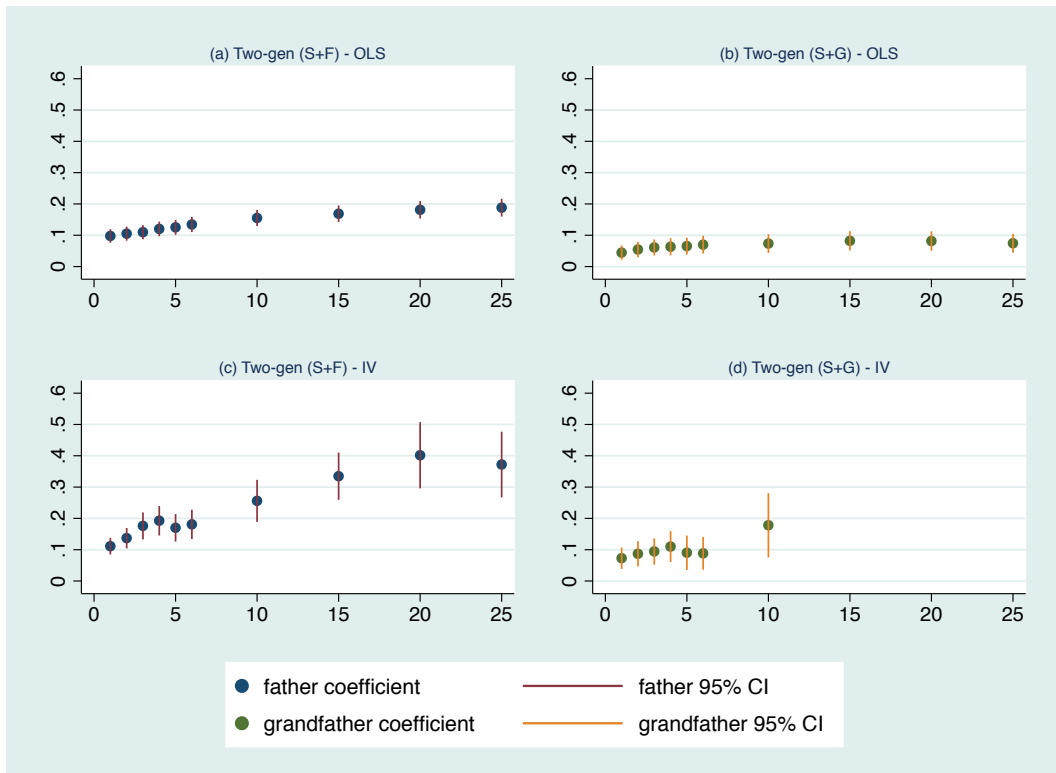 (a) Two-gen (S+F) - OLS
.6
.5
.4
.3
.2
.1
0
0 5 10 15 20 25
(b) Two-gen (S+G) - OLS
.6
.5
.4
.3
.2
.1
0
0 5 10 15 20 25
(c) Two-gen (S+F) - IV
.6
.5
.4
.3
.2
.1
0
0 5 10 15 20 25
(d) Two-gen (S+G) - IV
.6
.5
.4
.3
.2
.1
0
0 5 10 15 20 25
father coefficient father 95% CI
grandfather coefficient grandfather 95% CI